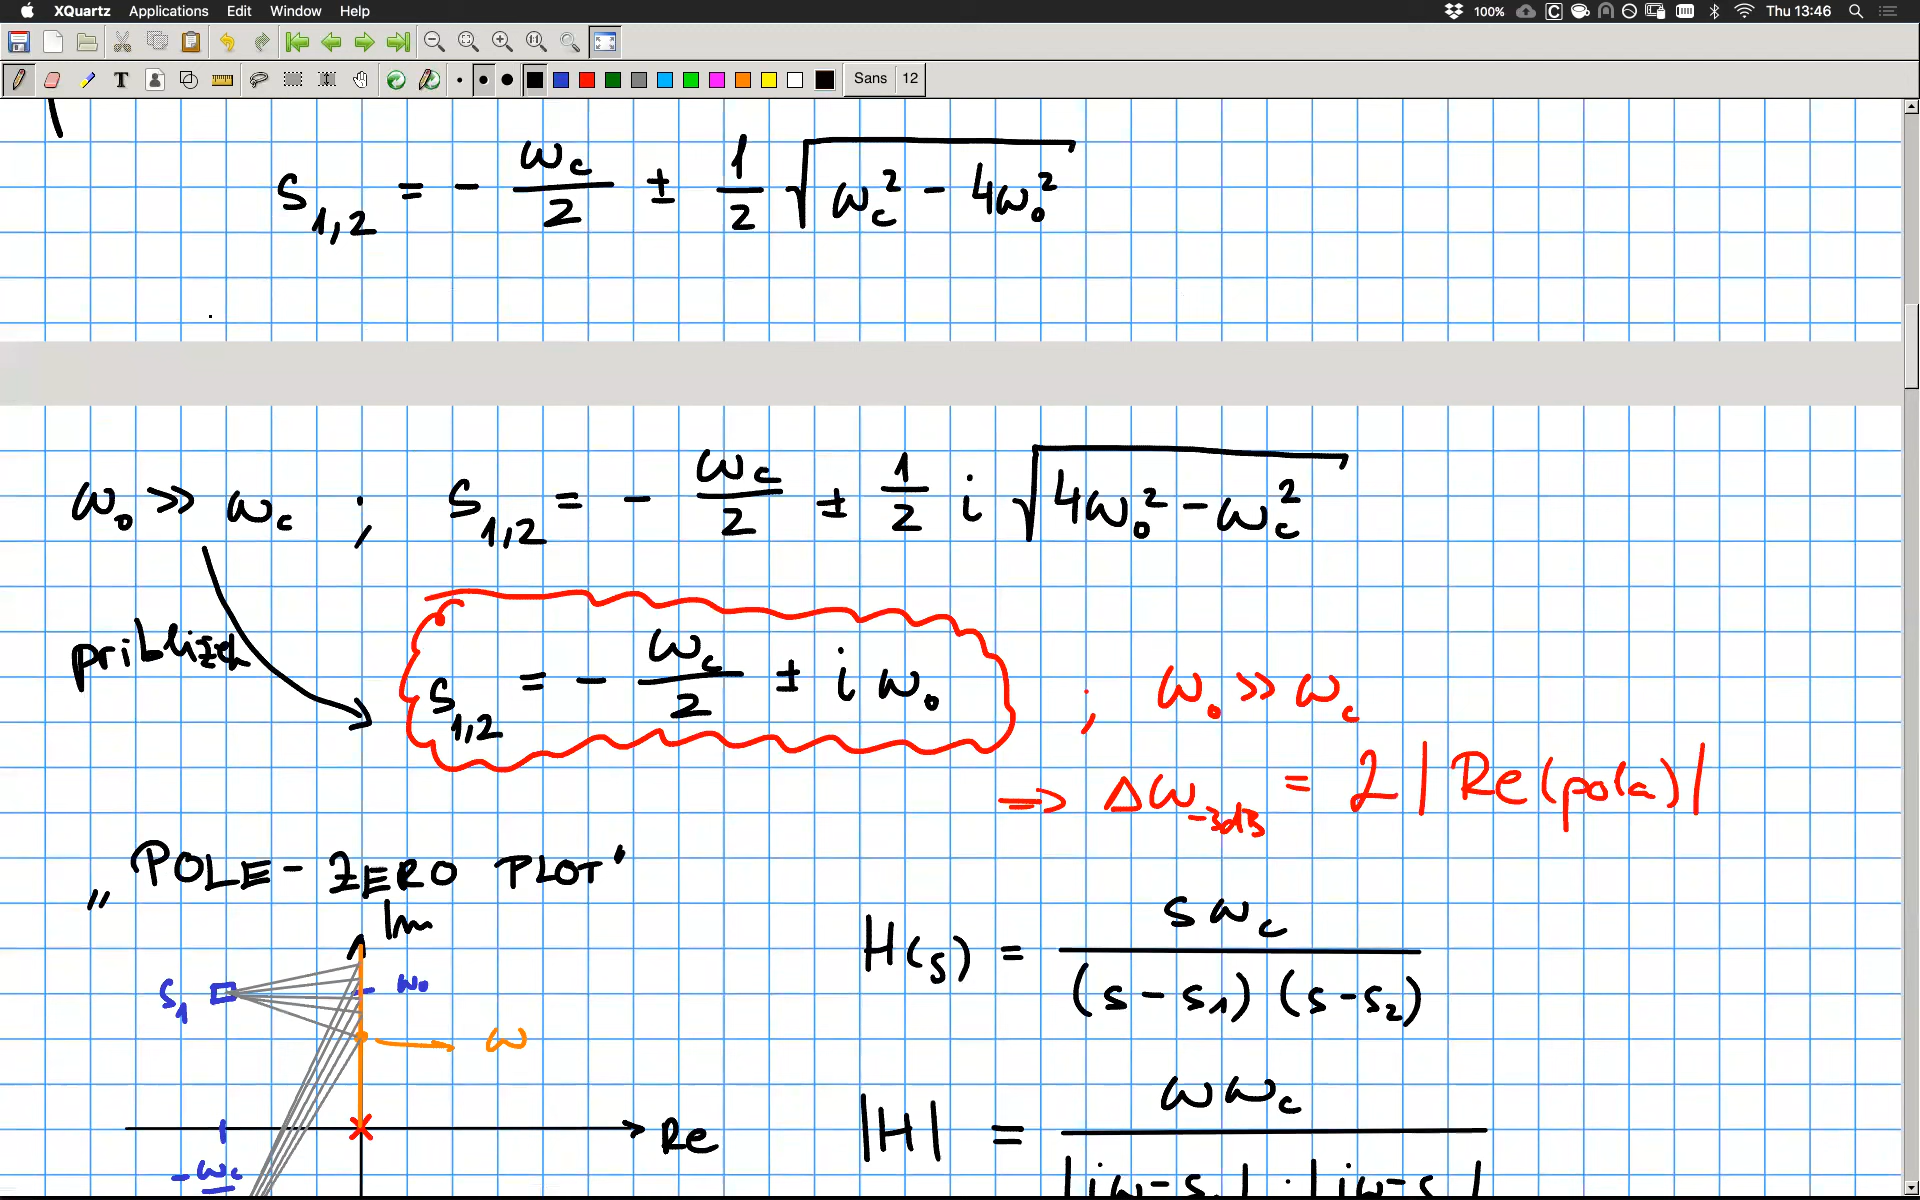 XQuartz Applications Edit Window Help 100% Thu 13:46
Sans 12
S1,2 = - ωc/2 ± 1/2 √(ωc² - 4ω0²)
ω0 >> ωc ; S1,2 = - ωc/2 ± 1/2 i √(4ω0² - ωc²)
S1,2 = - ωc/2 ± i ω0 ; ω0 >> ωc
=> Δω-3dB = 2 | Re(pola) |
„POLE-ZERO PLOT"
Im
H(s) = sωc / (s-s1) (s-s2)
S1 ω0
ω
|H| = ωωc / |iω-s | · |iω-s |
Re
-ωc